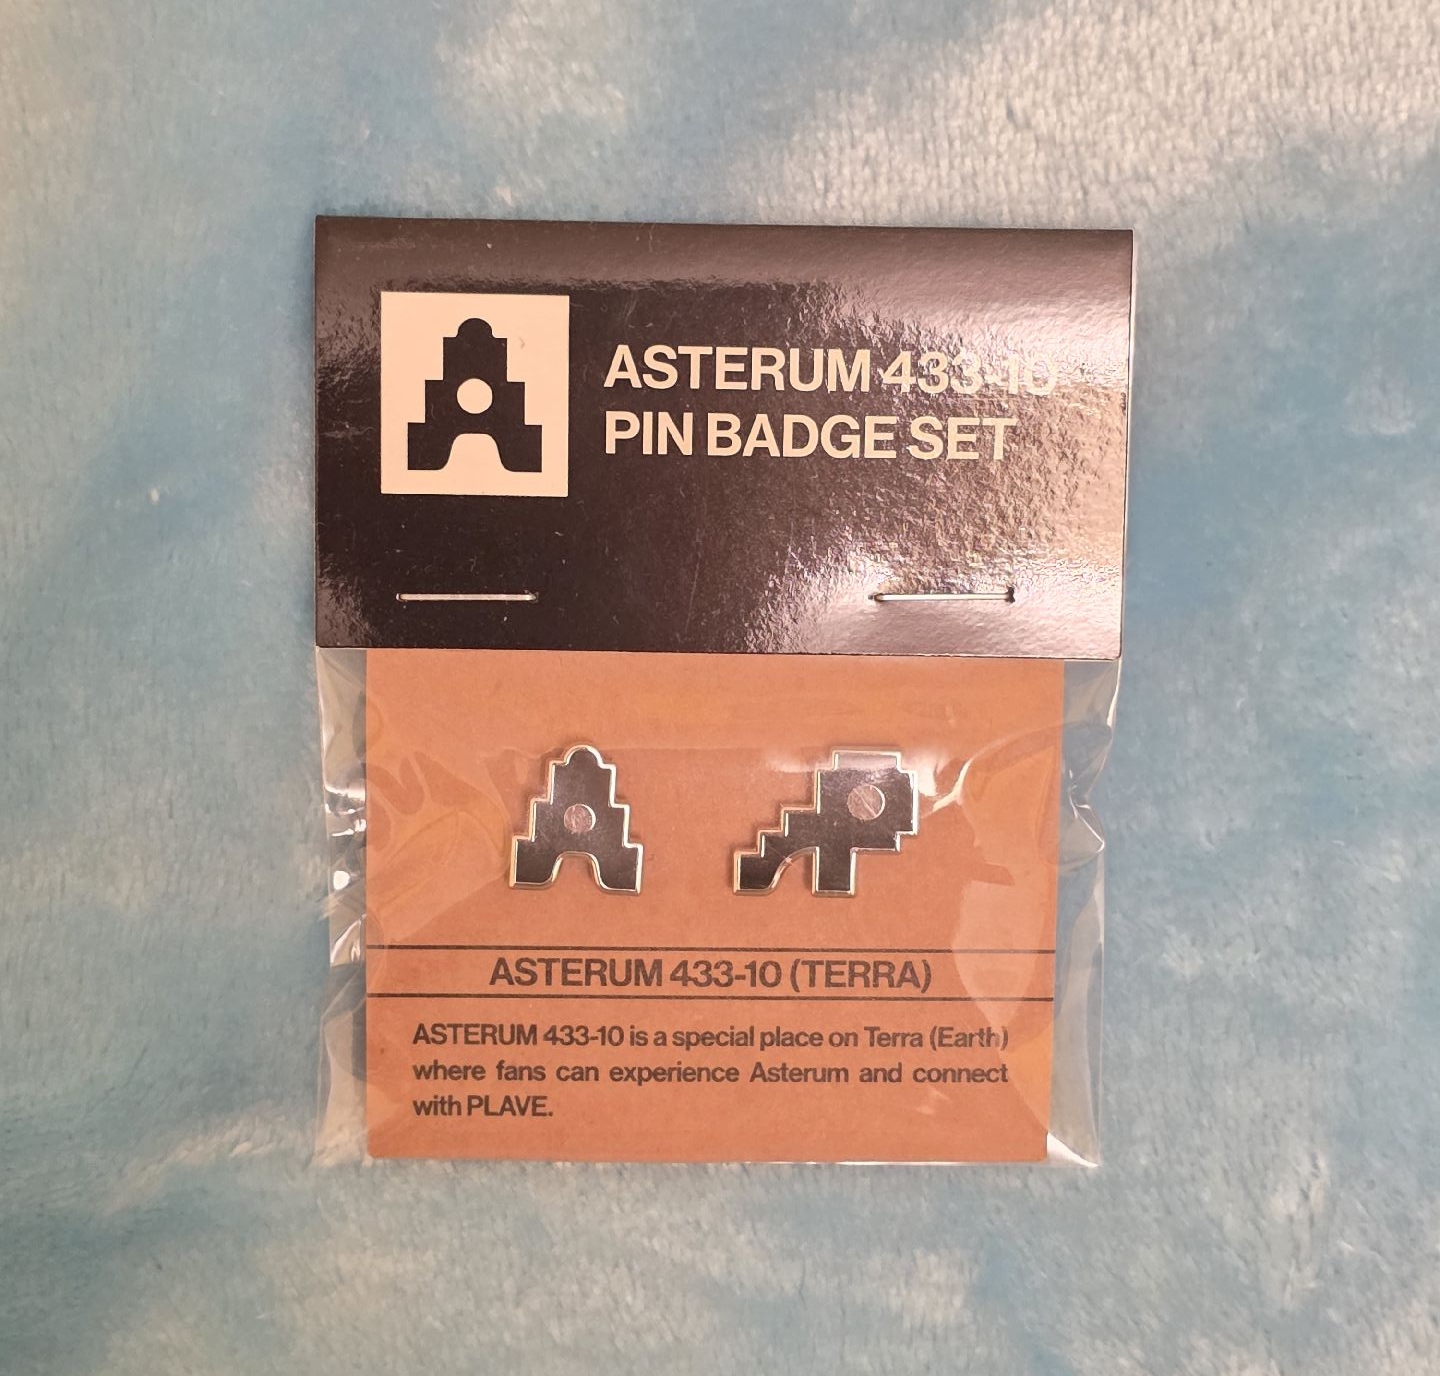 ASTERUM 433-10
PIN BADGE SET
ASTERUM 433-10 (TERRA)
ASTERUM 433-10 is a special place on Terra (Earth)
where fans can experience Asterum and connect
with PLAVE.